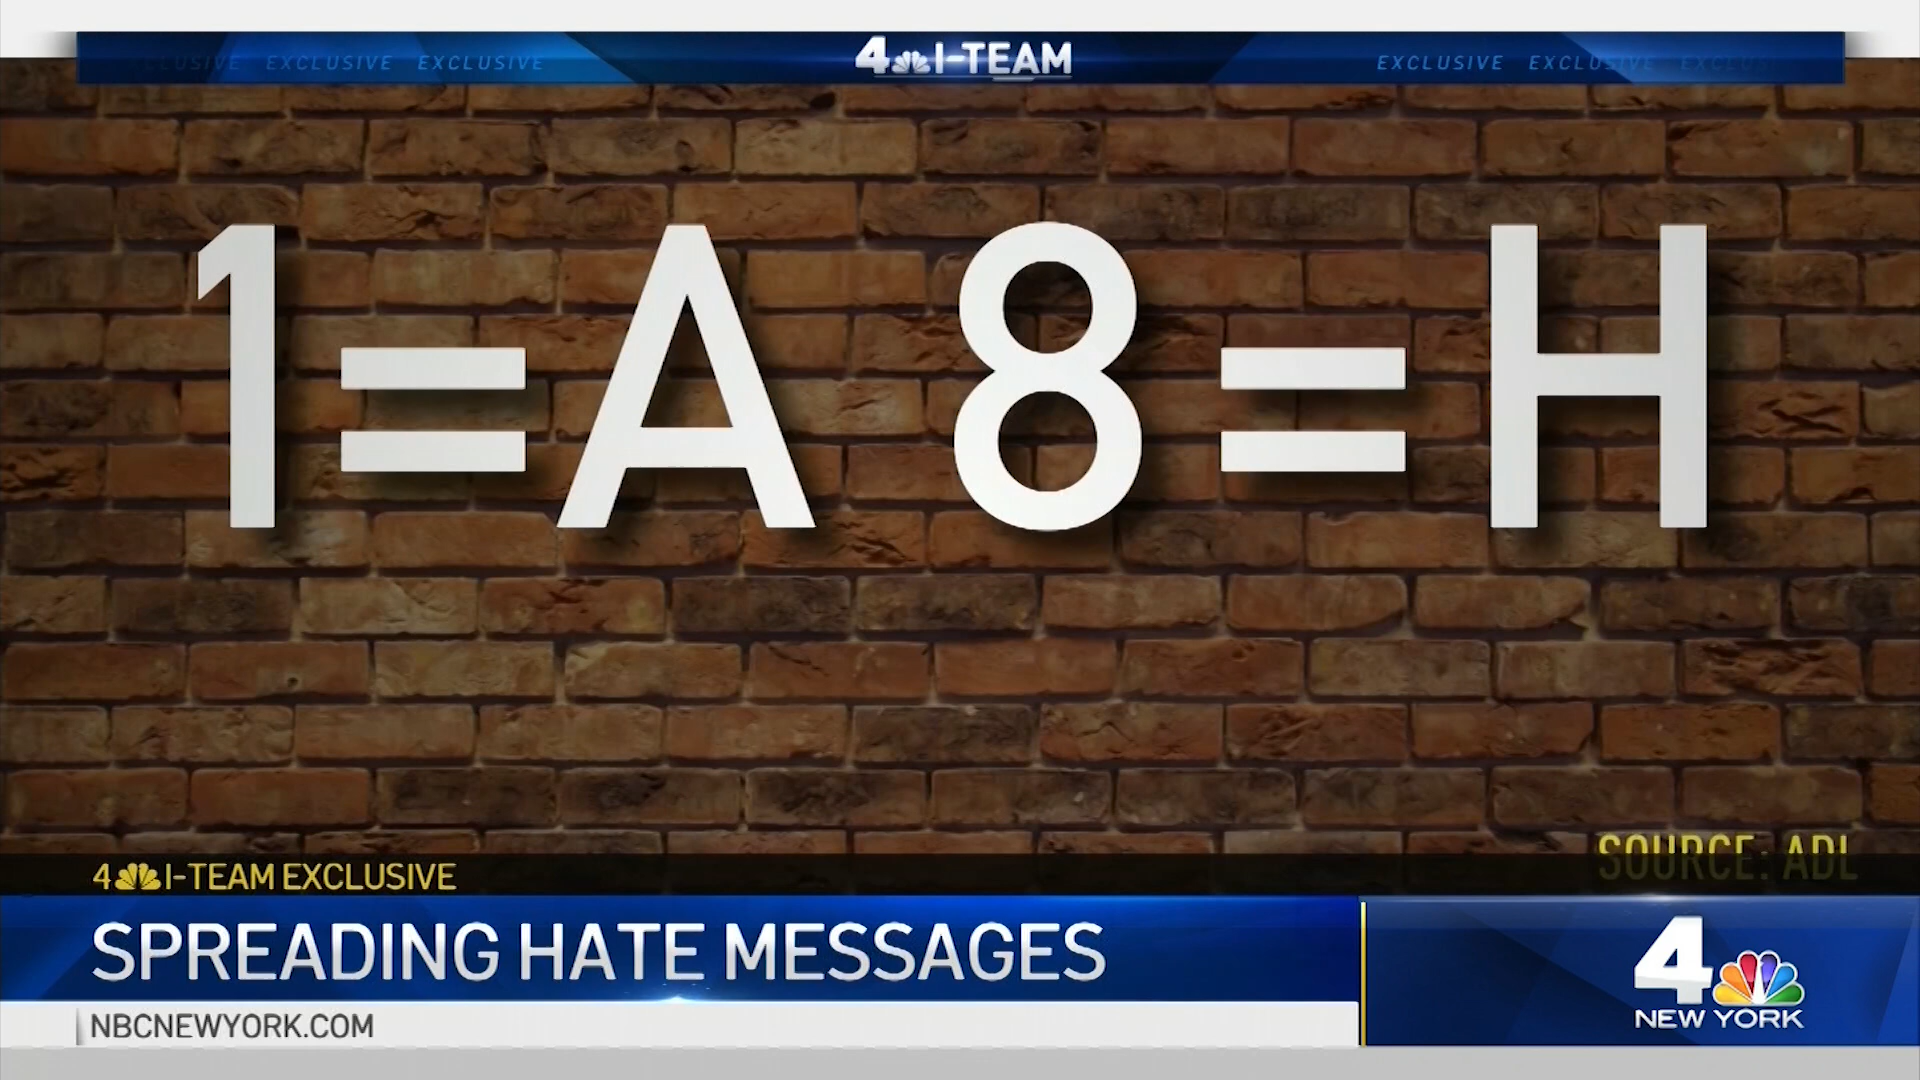 EXCLUSIVE EXCLUSIVE 4 I-TEAM EXCLUSIVE EXCLUSIVE
1=A 8=H
SOURCE: ADL
4 I-TEAM EXCLUSIVE
SPREADING HATE MESSAGES
4
NEW YORK
NBCNEWYORK.COM